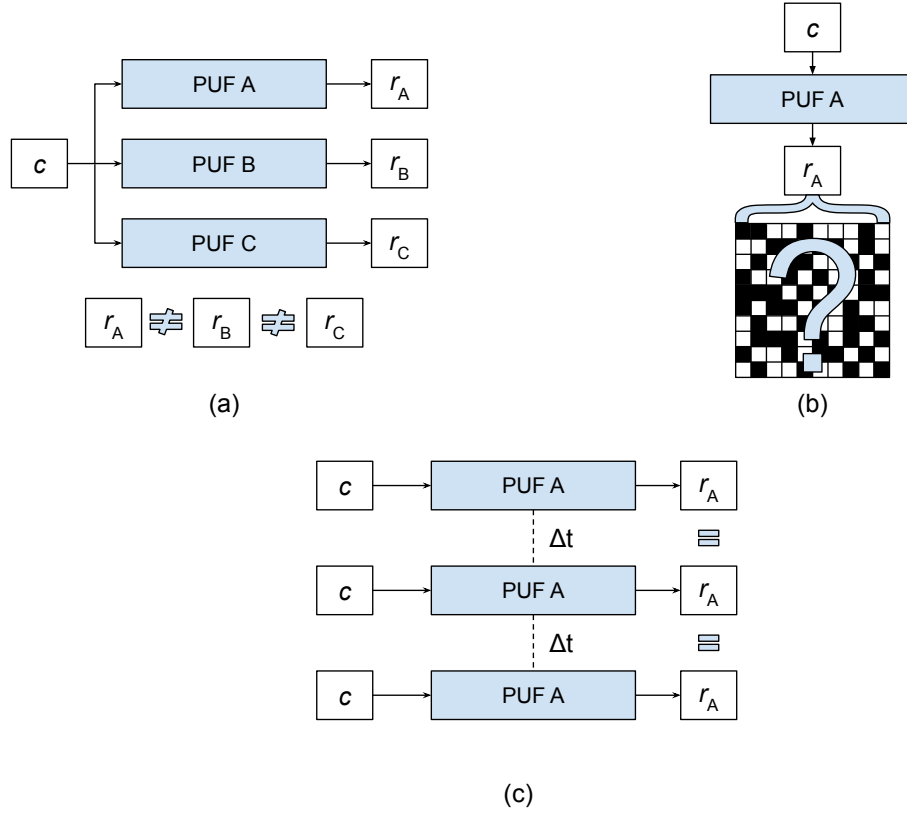 PUF A
r_A
c
PUF B
r_B
PUF C
r_C
r_A ≠ r_B ≠ r_C
(a)
c
PUF A
r_A
?
(b)
c
PUF A
r_A
Δt
=
c
PUF A
r_A
Δt
=
c
PUF A
r_A
(c)